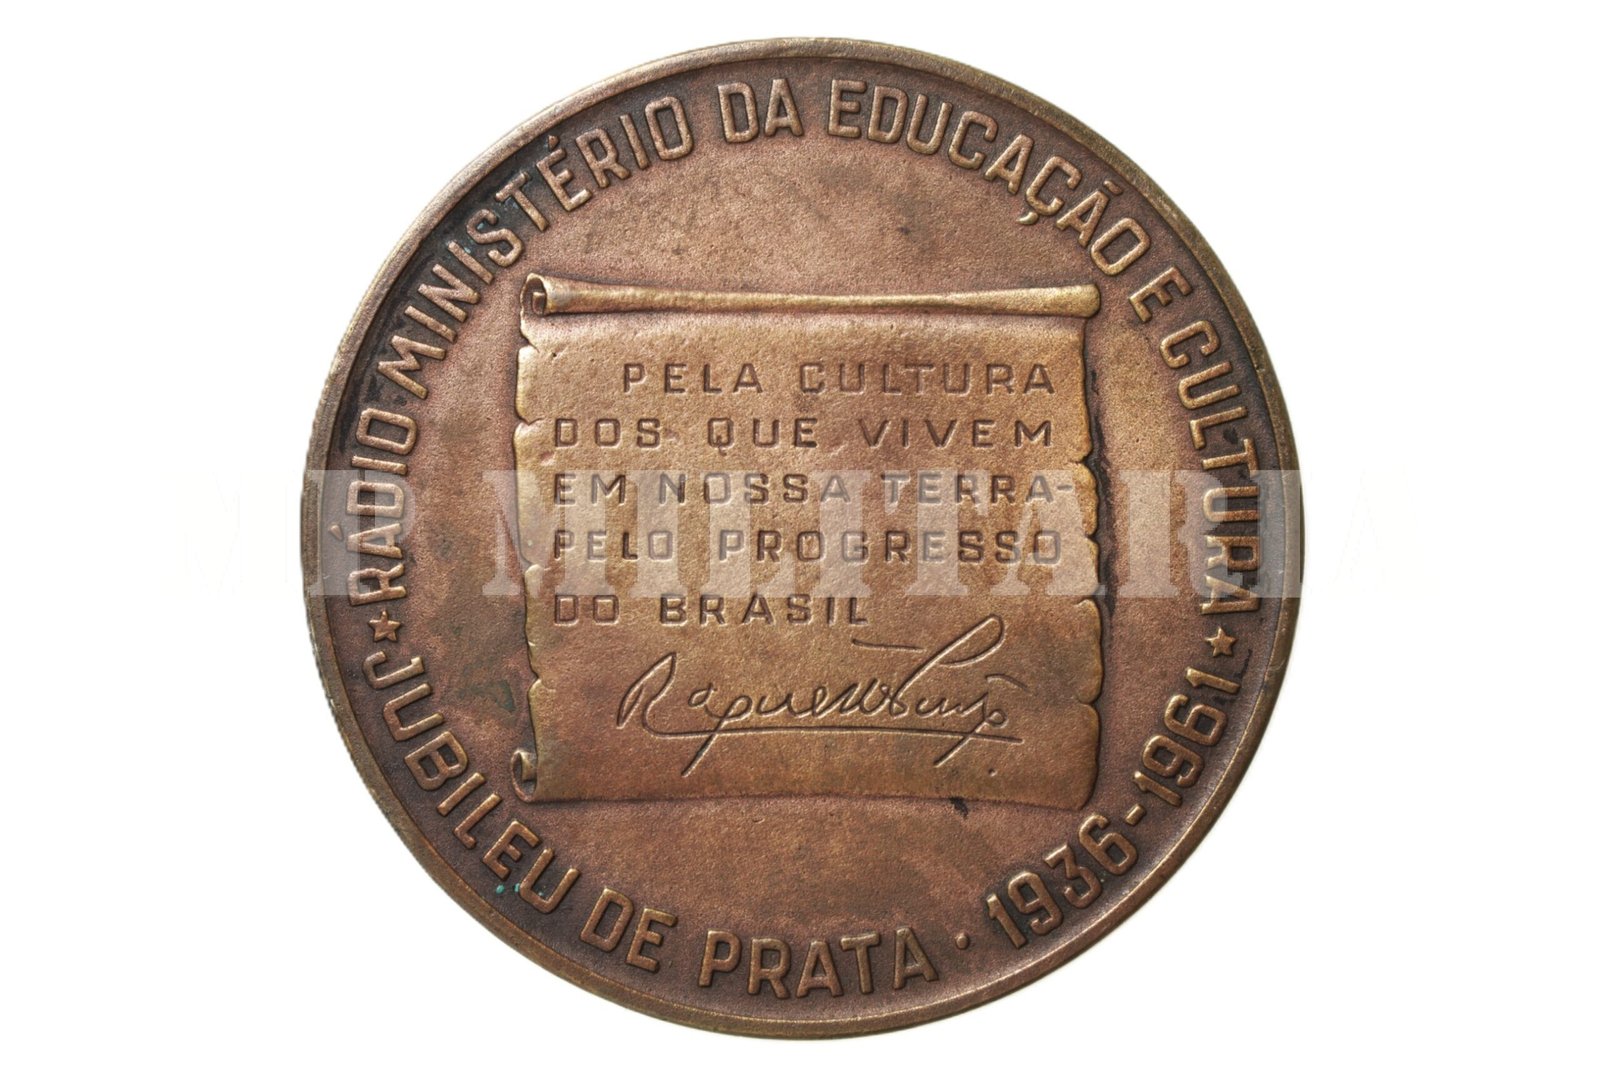 RÁDIO MINISTÉRIO DA EDUCAÇÃO E CULTURA
PELA CULTURA
DOS QUE VIVEM
EM NOSSA TERRA-
PELO PROGRESSO
DO BRASIL
JUBILEU DE PRATA · 1936-1961
MILITARIA